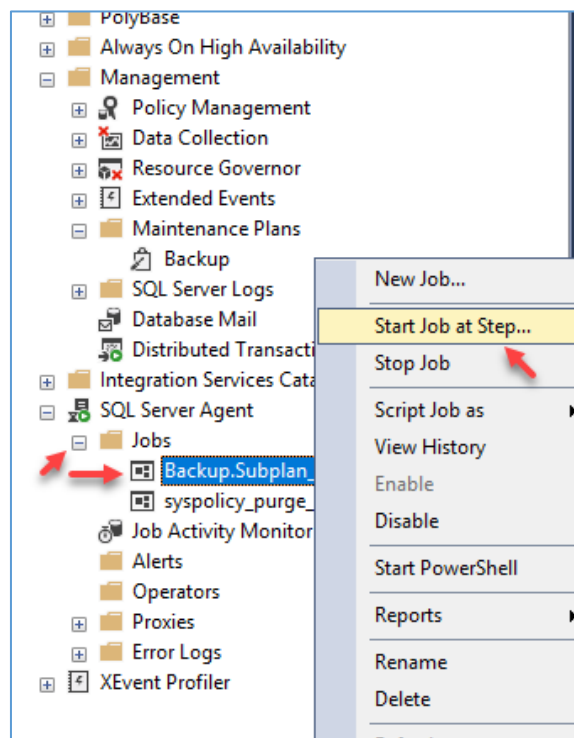 PolyBase
Always On High Availability
Management
Policy Management
Data Collection
Resource Governor
Extended Events
Maintenance Plans
Backup
SQL Server Logs
Database Mail
Distributed Transacti
Integration Services Cata
SQL Server Agent
Jobs
Backup.Subplan_
syspolicy_purge_
Job Activity Monitor
Alerts
Operators
Proxies
Error Logs
XEvent Profiler
New Job...
Start Job at Step...
Stop Job
Script Job as
View History
Enable
Disable
Start PowerShell
Reports
Rename
Delete